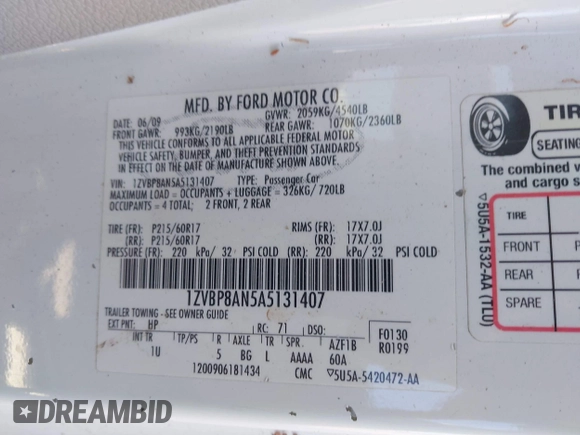 MFD. BY FORD MOTOR CO.
DATE: 06/09 GVWR: 2059KG/4540LB
FRONT GAWR: 993KG/2190LB REAR GAWR: 1070KG/2360LB
THIS VEHICLE CONFORMS TO ALL APPLICABLE FEDERAL MOTOR
VEHICLE SAFETY, BUMPER, AND THEFT PREVENTION STANDARDS
IN EFFECT ON THE DATE OF MANUFACTURE SHOWN ABOVE.
VIN: 1ZVBP8AN5A5131407 TYPE: Passenger Car
MAXIMUM LOAD = OCCUPANTS + LUGGAGE = 326KG/720LB
OCCUPANTS = 4 TOTAL; 2 FRONT, 2 REAR
TIRE (FR): P215/60R17 RIMS (FR): 17X7.0J
(RR): P215/60R17 (RR): 17X7.0J
PRESSURE (FR): 220 kPa/ 32 PSI COLD (RR): 220 kPa/ 32 PSI COLD
1ZVBP8AN5A5131407
TRAILER TOWING - SEE OWNER GUIDE
EXT PNT: HP RC: 71 DSO: F0130
INT TR TP/PS R AXLE TR SPR AZF1B R0199
1U 5 BG L AAAA 60A
1200906181434 CMC ▽5U5A-5420472-AA
TIR
SEATING
The combined v
and cargo s
TIRE
FRONT P
REAR
SPARE
▽5U5A-1532-AA (TLU)
DREAMBID